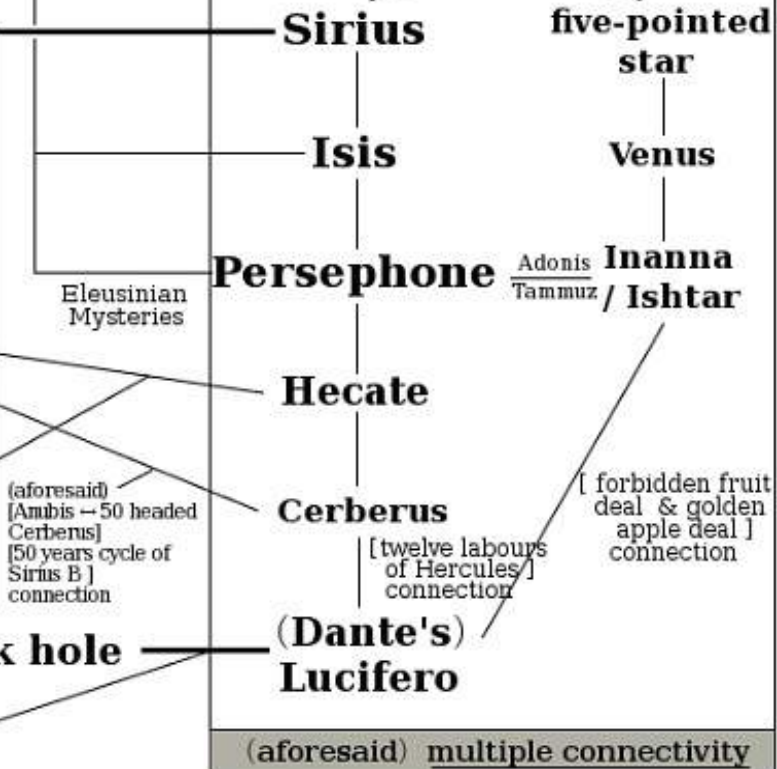 Sirius
five-pointed
star
Isis
Venus
Persephone
Adonis
Tammuz
Inanna
/ Ishtar
Eleusinian
Mysteries
Hecate
(aforesaid)
[Anubis ↔ 50 headed
Cerberus]
[50 years cycle of
Sirius B ]
connection
Cerberus
[twelve labours
of Hercules ]
connection
[ forbidden fruit
deal & golden
apple deal ]
connection
k hole
(Dante's)
Lucifero
(aforesaid) multiple connectivity